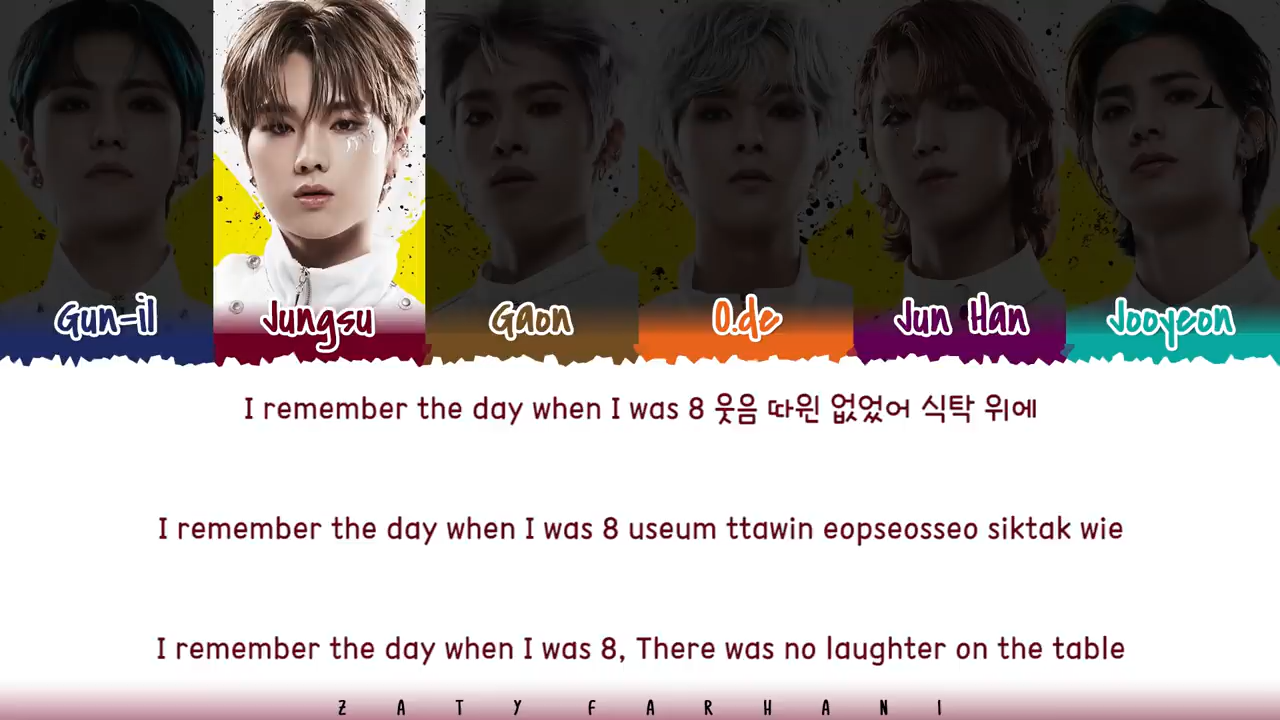 Gun-il
Jungsu
Gaon
O.de
Jun Han
Jooyeon
I remember the day when I was 8 웃음 따윈 없었어 식탁 위에
I remember the day when I was 8 useum ttawin eopseosseo siktak wie
I remember the day when I was 8, There was no laughter on the table
ZATY FARHANI